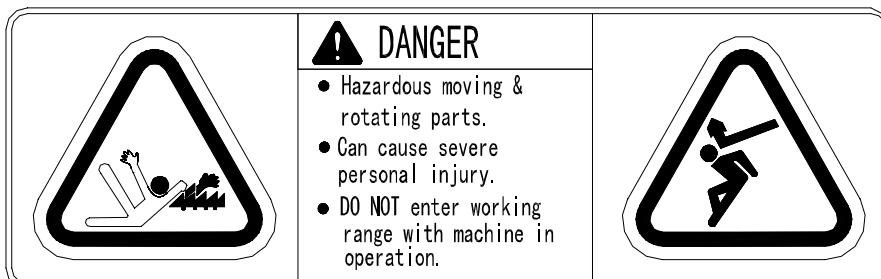 DANGER
● Hazardous moving &
rotating parts.
● Can cause severe
personal injury.
● DO NOT enter working
range with machine in
operation.